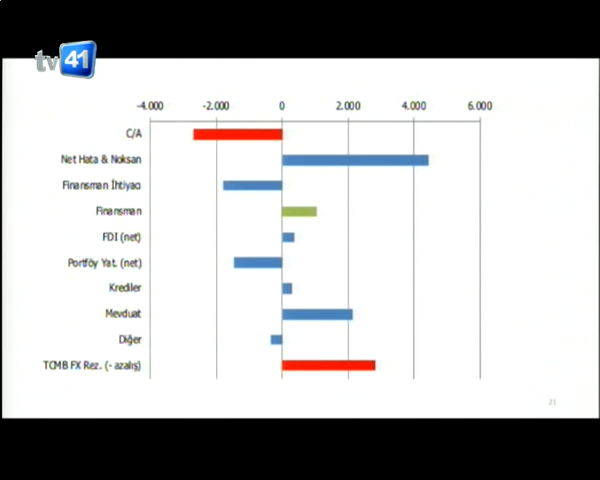 tv41
-4.000 -2.000 0 2.000 4.000 6.000
C/A
Net Hata & Noksan
Finansman İhtiyacı
Finansman
FDI (net)
Portföy Yat. (net)
Krediler
Mevduat
Diğer
TCMB FX Rez. (- azalış)
21